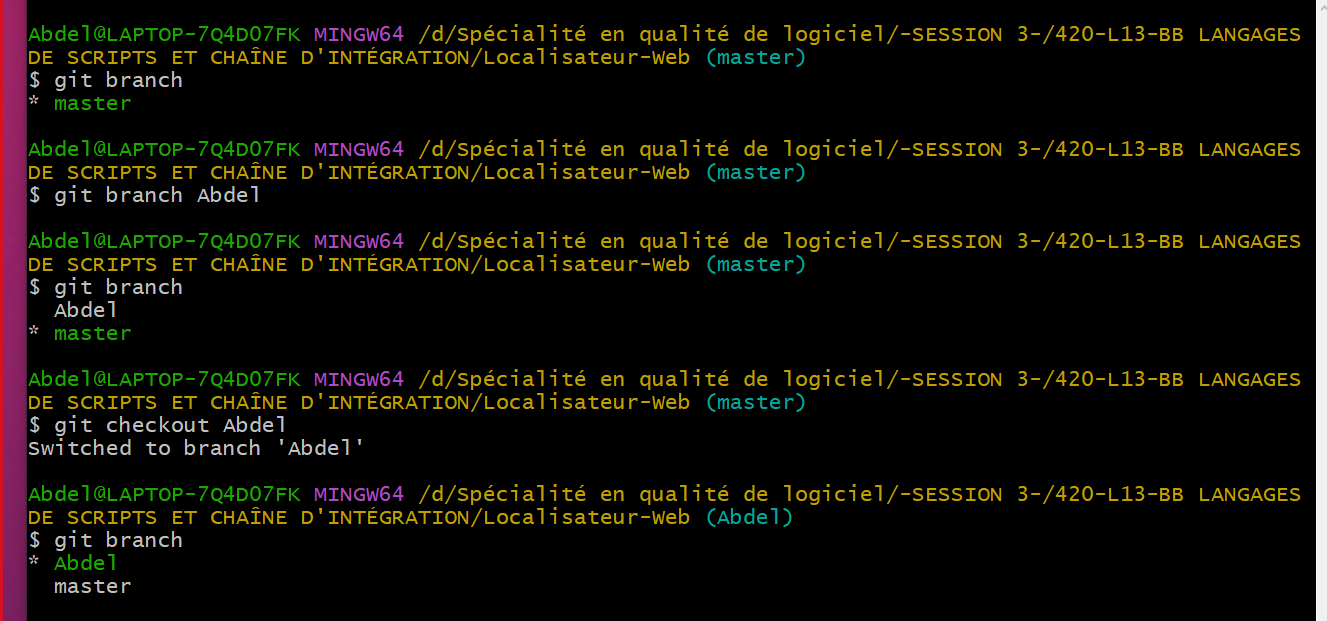 Abdel@LAPTOP-7Q4D07FK MINGW64 /d/Spécialité en qualité de logiciel/-SESSION 3-/420-L13-BB LANGAGES
DE SCRIPTS ET CHAÎNE D'INTÉGRATION/Localisateur-Web (master)
$ git branch
* master
Abdel@LAPTOP-7Q4D07FK MINGW64 /d/Spécialité en qualité de logiciel/-SESSION 3-/420-L13-BB LANGAGES
DE SCRIPTS ET CHAÎNE D'INTÉGRATION/Localisateur-Web (master)
$ git branch Abdel
Abdel@LAPTOP-7Q4D07FK MINGW64 /d/Spécialité en qualité de logiciel/-SESSION 3-/420-L13-BB LANGAGES
DE SCRIPTS ET CHAÎNE D'INTÉGRATION/Localisateur-Web (master)
$ git branch
  Abdel
* master
Abdel@LAPTOP-7Q4D07FK MINGW64 /d/Spécialité en qualité de logiciel/-SESSION 3-/420-L13-BB LANGAGES
DE SCRIPTS ET CHAÎNE D'INTÉGRATION/Localisateur-Web (master)
$ git checkout Abdel
Switched to branch 'Abdel'
Abdel@LAPTOP-7Q4D07FK MINGW64 /d/Spécialité en qualité de logiciel/-SESSION 3-/420-L13-BB LANGAGES
DE SCRIPTS ET CHAÎNE D'INTÉGRATION/Localisateur-Web (Abdel)
$ git branch
* Abdel
  master